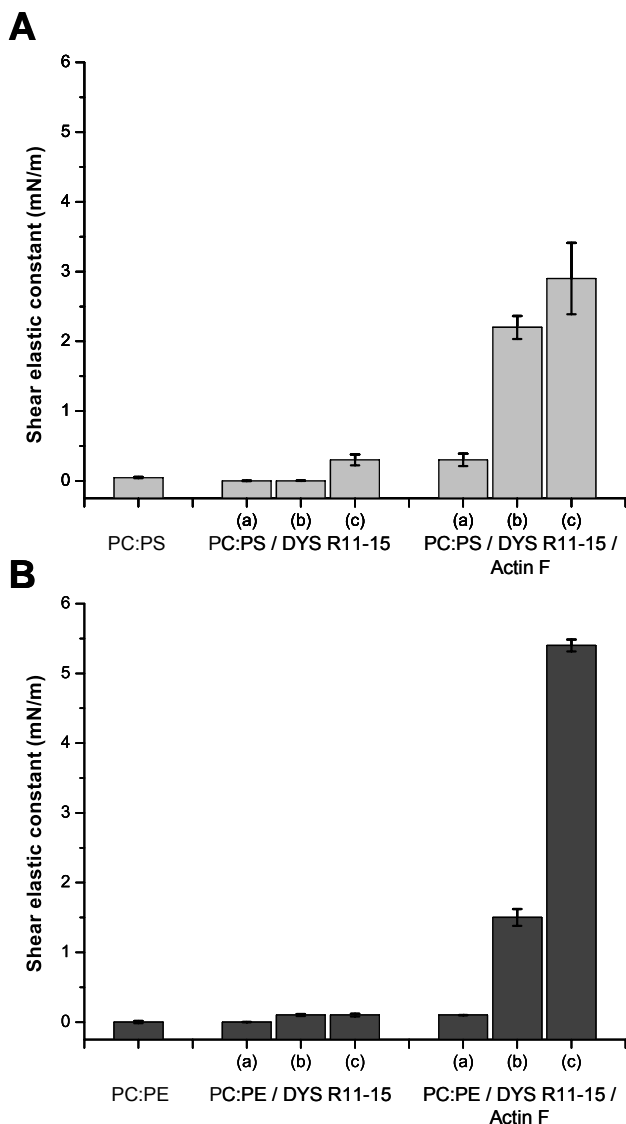 A
Shear elastic constant (mN/m)
6
5
4
3
2
1
0
(a) (b) (c) (a) (b) (c)
PC:PS PC:PS / DYS R11-15 PC:PS / DYS R11-15 /
Actin F
B
Shear elastic constant (mN/m)
6
5
4
3
2
1
0
(a) (b) (c) (a) (b) (c)
PC:PE PC:PE / DYS R11-15 PC:PE / DYS R11-15 /
Actin F